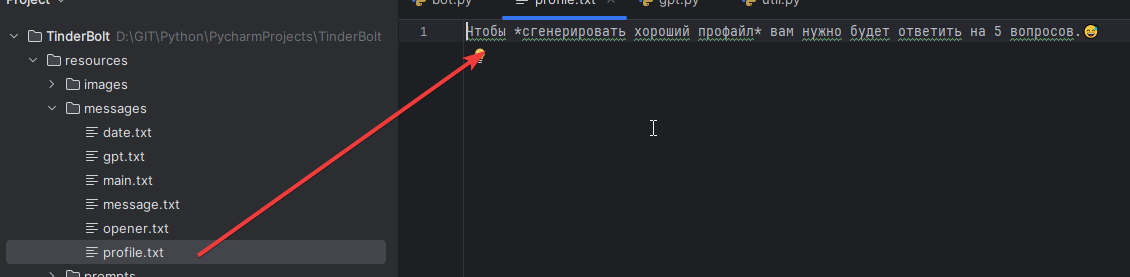 Project
bot.py
profile.txt
gpt.py
util.py
TinderBolt D:\GIT\Python\PycharmProjects\TinderBolt
resources
images
messages
date.txt
gpt.txt
main.txt
message.txt
opener.txt
profile.txt
prompts
1 Чтобы *сгенерировать хороший профайл* вам нужно будет ответить на 5 вопросов.😅